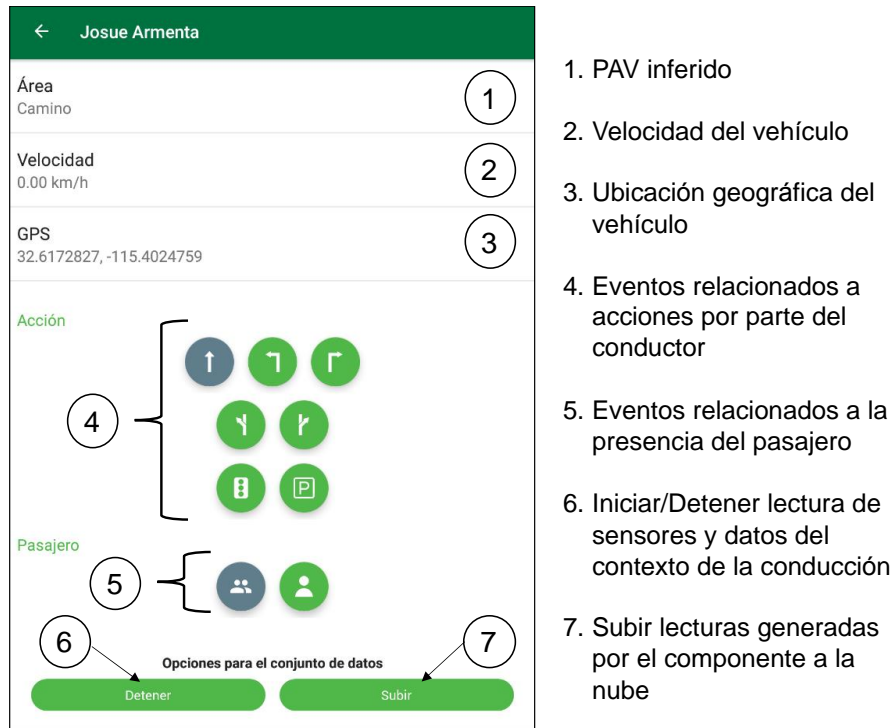 Josue Armenta
Área
Camino
1
Velocidad
0.00 km/h
2
GPS
32.6172827, -115.4024759
3
Acción
4
P
Pasajero
5
6
7
Opciones para el conjunto de datos
Detener
Subir
1. PAV inferido
2. Velocidad del vehículo
3. Ubicación geográfica del
vehículo
4. Eventos relacionados a
acciones por parte del
conductor
5. Eventos relacionados a la
presencia del pasajero
6. Iniciar/Detener lectura de
sensores y datos del
contexto de la conducción
7. Subir lecturas generadas
por el componente a la
nube